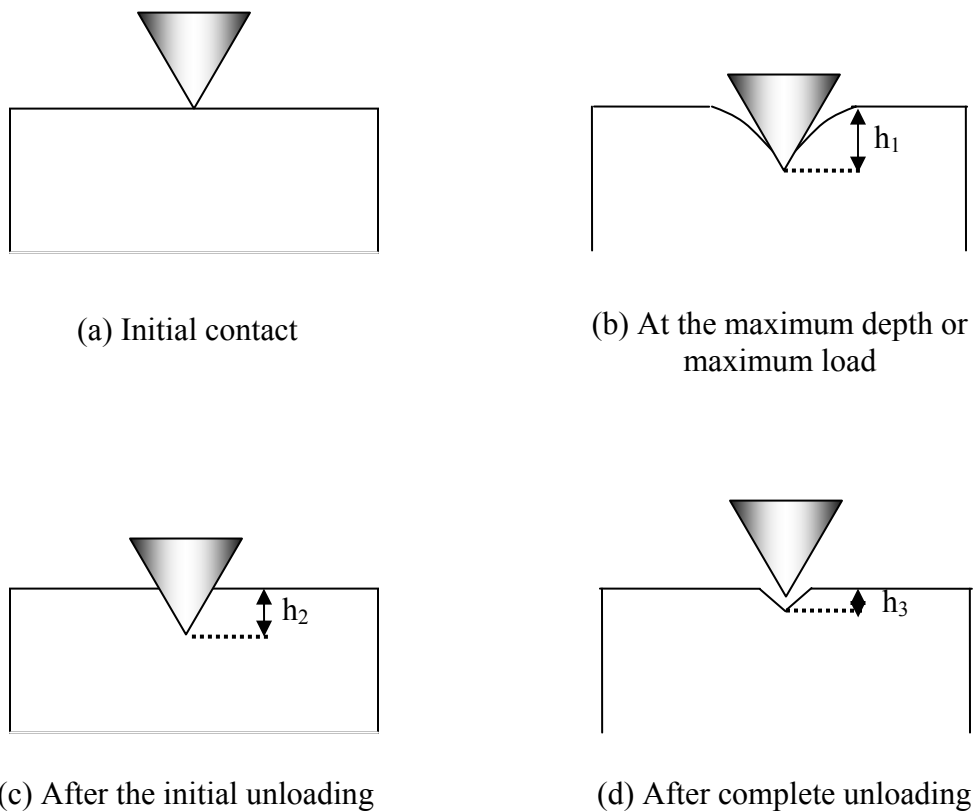 h₁
(a) Initial contact
(b) At the maximum depth or
maximum load
h₂
h₃
(c) After the initial unloading
(d) After complete unloading